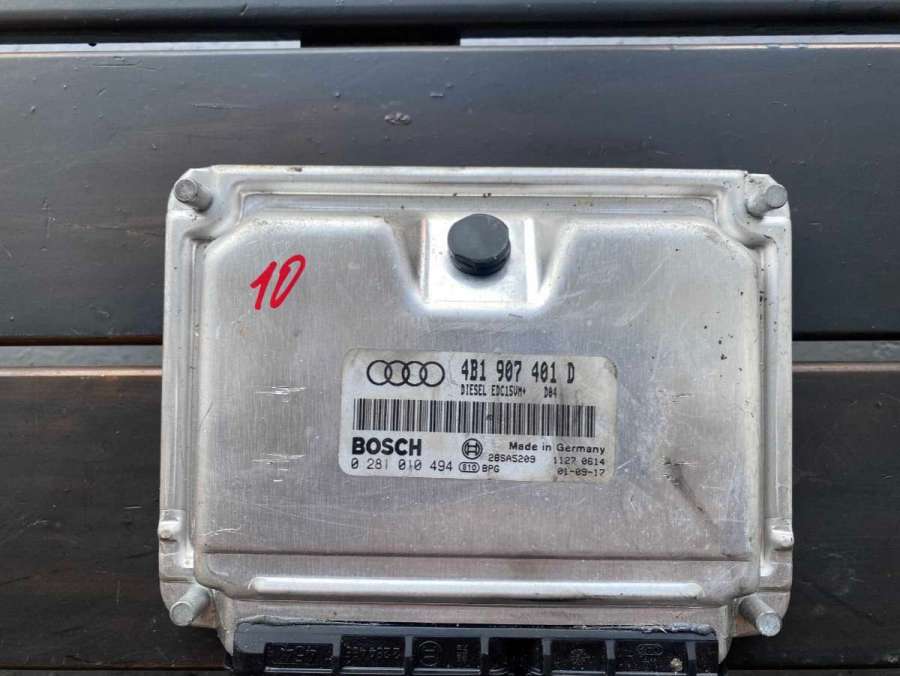 10
4B1 907 401 D
DIESEL EDC15VM+ D04
BOSCH
Made in Germany
28SA5209 1127 0614
0 281 010 494 810 BPG 01-09-17